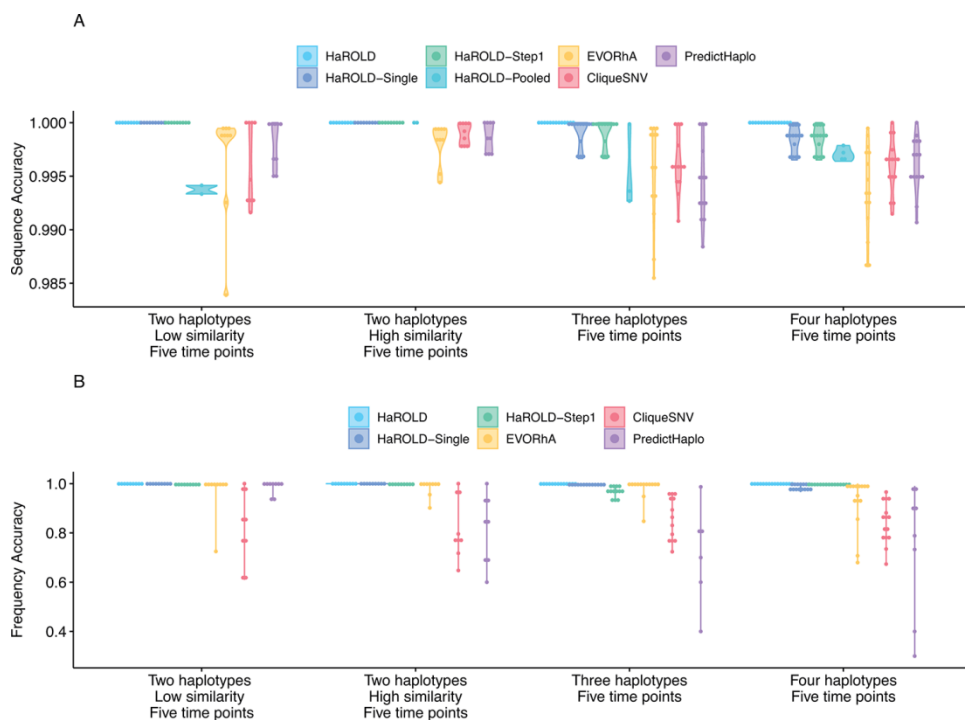 A
HaROLD
HaROLD-Step1
EVORhA
PredictHaplo
HaROLD-Single
HaROLD-Pooled
CliqueSNV
Sequence Accuracy
1.000
0.995
0.990
0.985
Two haplotypes
Low similarity
Five time points
Two haplotypes
High similarity
Five time points
Three haplotypes
Five time points
Four haplotypes
Five time points
B
HaROLD
HaROLD-Step1
CliqueSNV
HaROLD-Single
EVORhA
PredictHaplo
Frequency Accuracy
1.0
0.8
0.6
0.4
Two haplotypes
Low similarity
Five time points
Two haplotypes
High similarity
Five time points
Three haplotypes
Five time points
Four haplotypes
Five time points